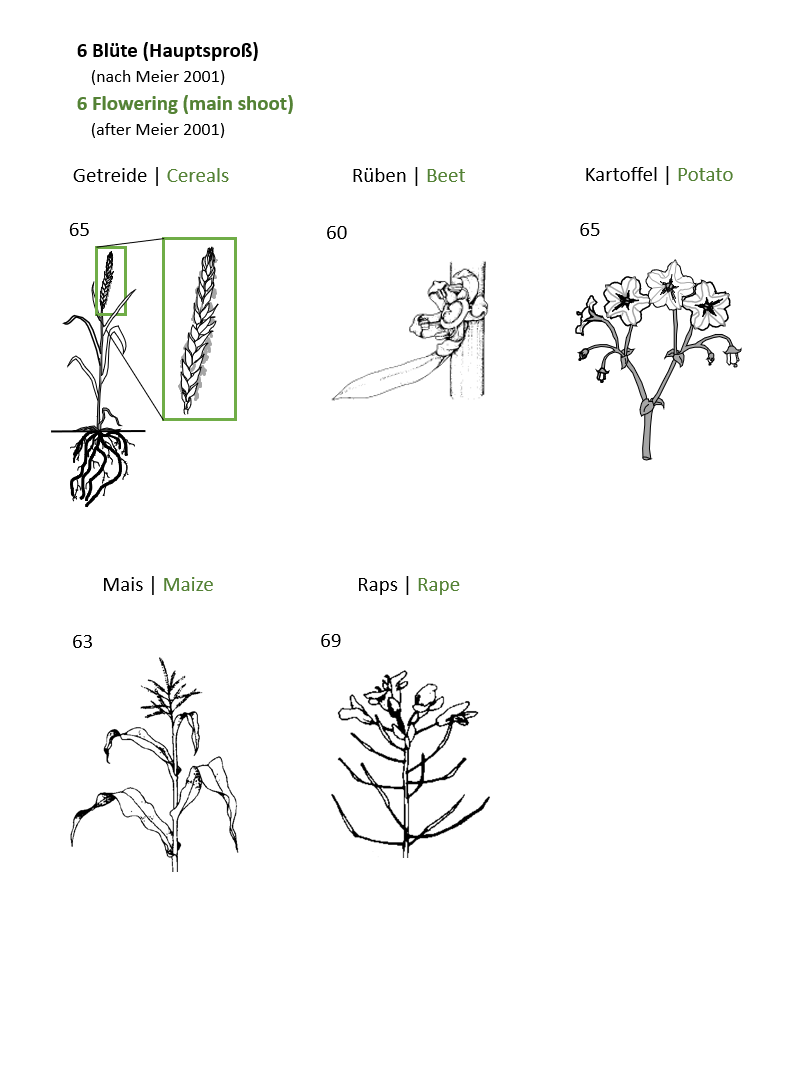 6 Blüte (Hauptsproß)
(nach Meier 2001)
6 Flowering (main shoot)
(after Meier 2001)
Getreide | Cereals
Rüben | Beet
Kartoffel | Potato
65
60
65
Mais | Maize
Raps | Rape
63
69